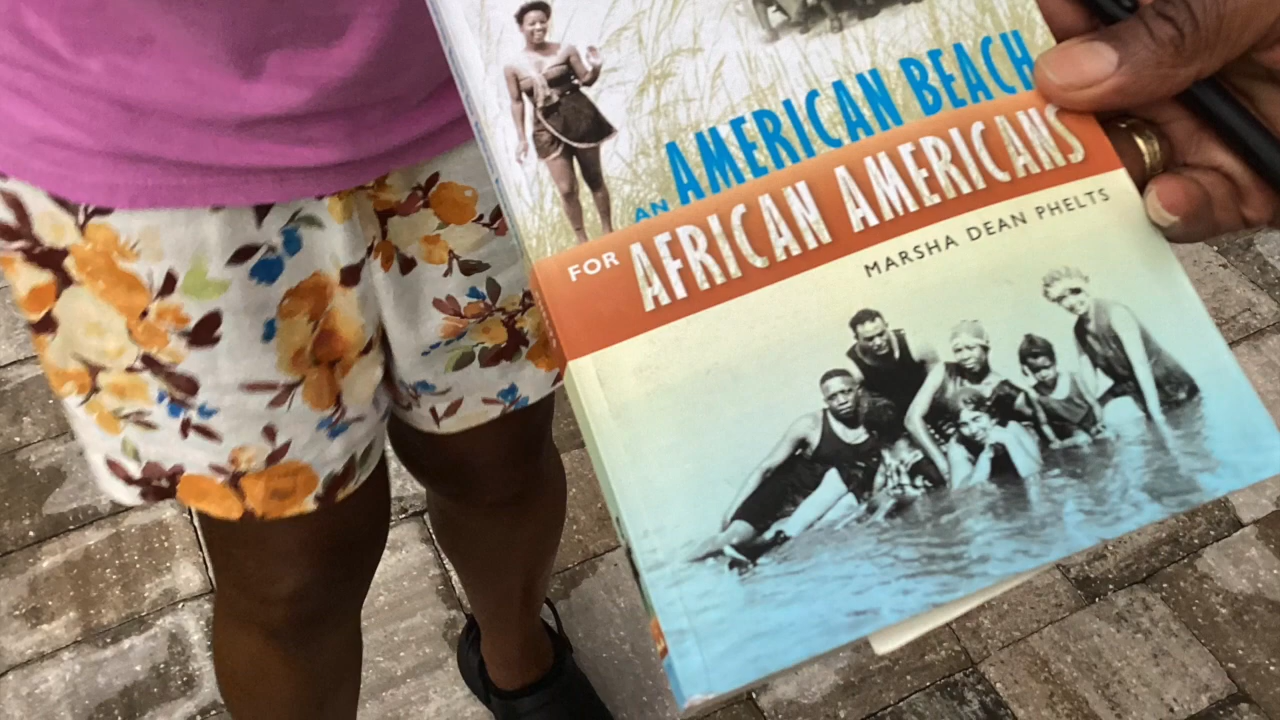 AN AMERICAN BEACH
FOR AFRICAN AMERICANS
MARSHA DEAN PHELTS